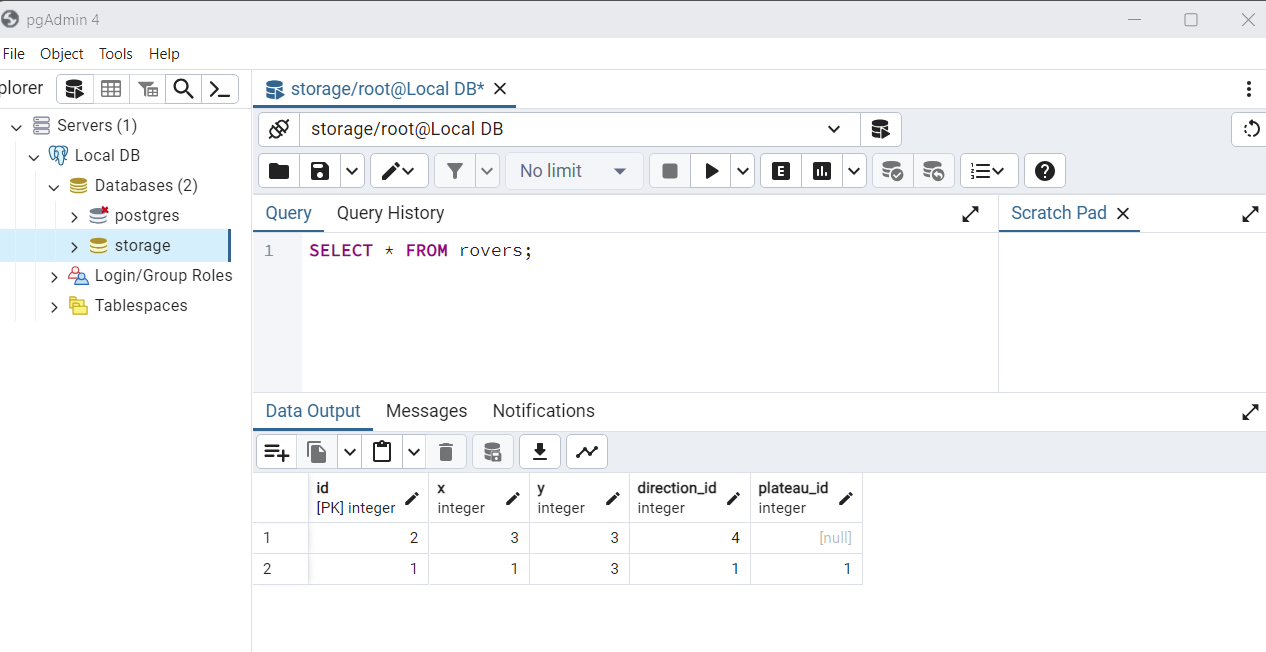 pgAdmin 4
File Object Tools Help
plorer
storage/root@Local DB*
Servers (1)
storage/root@Local DB
Local DB
No limit
E
Databases (2)
postgres
Query Query History Scratch Pad
storage
1 SELECT * FROM rovers;
Login/Group Roles
Tablespaces
Data Output Messages Notifications
id x y direction_id plateau_id
[PK] integer integer integer integer integer
1 2 3 3 4 [null]
2 1 1 3 1 1